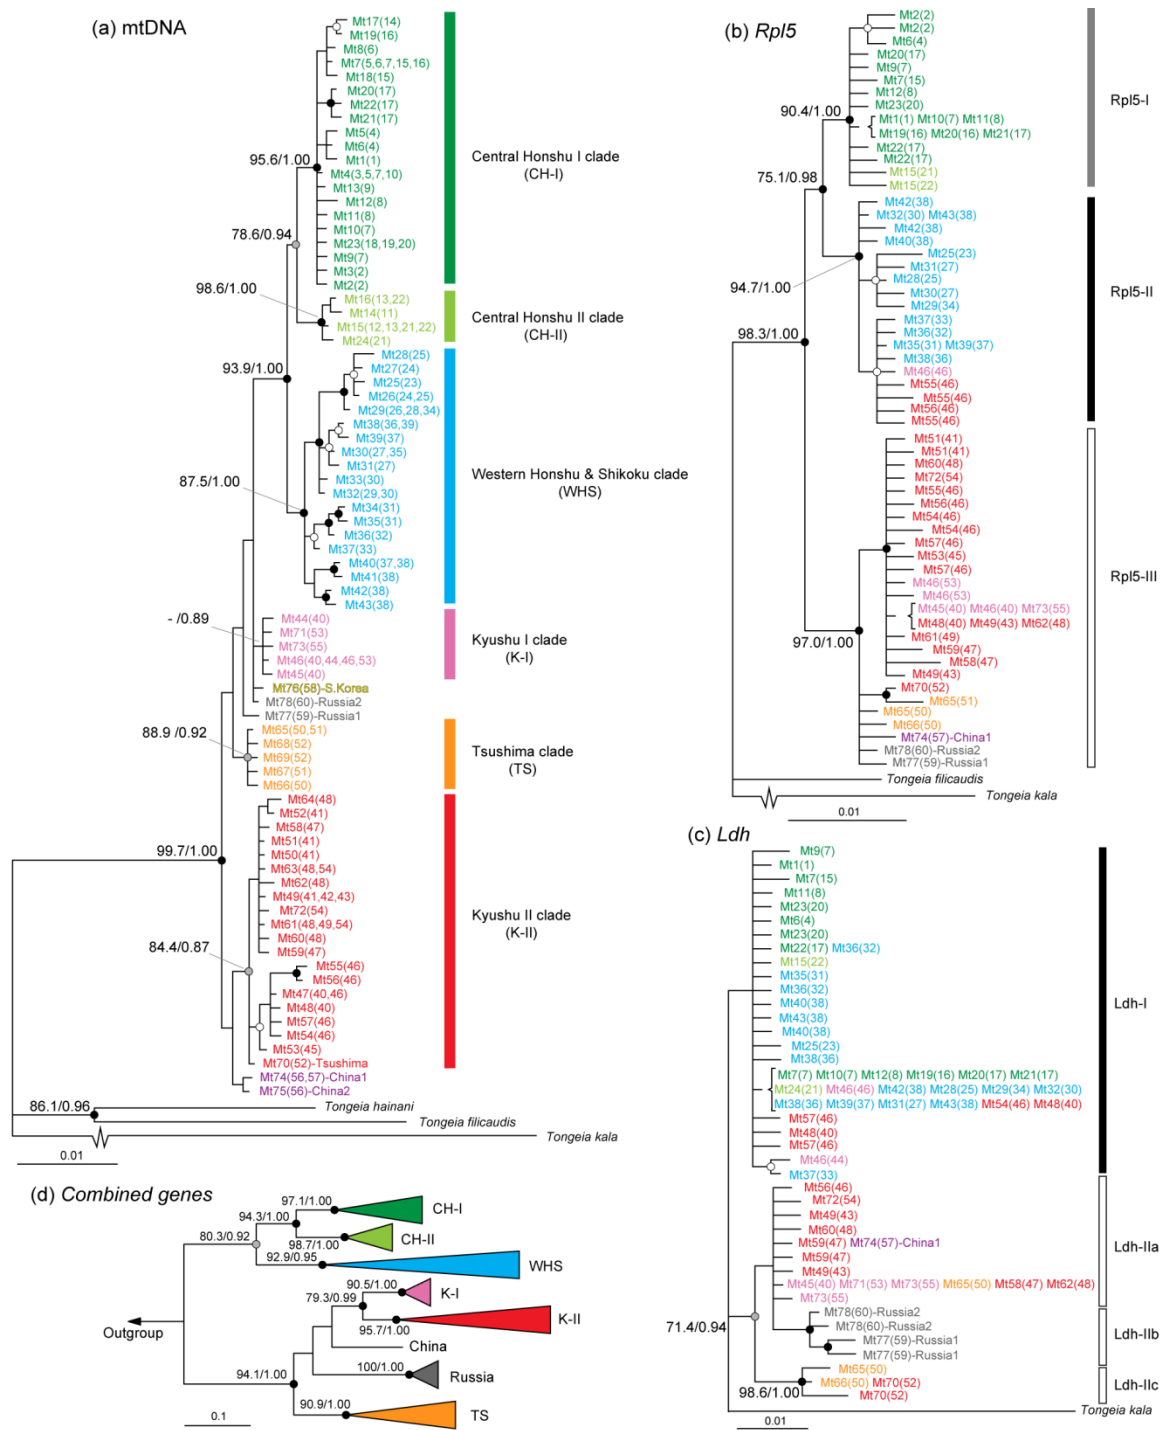 (a) mtDNA
Mt17(14)
Mt19(16)
Mt8(6)
Mt7(5,6,7,15,16)
Mt18(15)
Mt20(17)
Mt22(17)
Mt21(17)
Mt5(4)
Mt6(4)
Mt1(1)
Mt4(3,5,7,10)
Mt13(9)
Mt12(8)
Mt11(8)
Mt10(7)
Mt23(18,19,20)
Mt9(7)
Mt3(2)
Mt2(2)
95.6/1.00
Central Honshu I clade
(CH-I)
78.6/0.94
98.6/1.00
Mt16(13,22)
Mt14(11)
Mt15(12,13,21,22)
Mt24(21)
Central Honshu II clade
(CH-II)
93.9/1.00
Mt28(25)
Mt27(24)
Mt25(23)
Mt26(24,25)
Mt29(26,28,34)
Mt38(36,39)
Mt39(37)
Mt30(27,35)
Mt31(27)
Mt33(30)
Mt32(29,30)
Mt34(31)
Mt35(31)
Mt36(32)
Mt37(33)
Mt40(37,38)
Mt41(38)
Mt42(38)
Mt43(38)
87.5/1.00
Western Honshu & Shikoku clade
(WHS)
- /0.89
Mt44(40)
Mt71(53)
Mt73(55)
Mt46(40,44,46,53)
Mt45(40)
Kyushu I clade
(K-I)
Mt76(58)-S.Korea
Mt78(60)-Russia2
Mt77(59)-Russia1
88.9 /0.92
Mt65(50,51)
Mt68(52)
Mt69(52)
Mt67(51)
Mt66(50)
Tsushima clade
(TS)
99.7/1.00
Mt64(48)
Mt52(41)
Mt58(47)
Mt51(41)
Mt50(41)
Mt63(48,54)
Mt62(48)
Mt49(41,42,43)
Mt72(54)
Mt61(48,49,54)
Mt60(48)
Mt59(47)
Mt55(46)
Mt56(46)
Mt47(40,46)
Mt48(40)
Mt57(46)
Mt54(46)
Mt53(45)
Mt70(52)-Tsushima
84.4/0.87
Kyushu II clade
(K-II)
Mt74(56,57)-China1
Mt75(56)-China2
86.1/0.96
Tongeia hainani
Tongeia filicaudis
Tongeia kala
0.01
(b) Rpl5
Mt2(2)
Mt2(2)
Mt6(4)
Mt20(17)
Mt9(7)
Mt7(15)
Mt12(8)
Mt23(20)
Mt1(1) Mt10(7) Mt11(8)
Mt19(16) Mt20(16) Mt21(17)
Mt22(17)
Mt22(17)
Mt15(21)
Mt15(22)
90.4/1.00
Rpl5-I
75.1/0.98
Mt42(38)
Mt32(30) Mt43(38)
Mt42(38)
Mt40(38)
Mt25(23)
Mt31(27)
Mt28(25)
Mt30(27)
Mt29(34)
Mt37(33)
Mt36(32)
Mt35(31) Mt39(37)
Mt38(36)
Mt46(46)
Mt55(46)
Mt55(46)
Mt56(46)
Mt55(46)
94.7/1.00
Rpl5-II
98.3/1.00
Mt51(41)
Mt51(41)
Mt60(48)
Mt72(54)
Mt55(46)
Mt56(46)
Mt54(46)
Mt54(46)
Mt57(46)
Mt53(45)
Mt57(46)
Mt46(53)
Mt46(53)
Mt45(40) Mt46(40) Mt73(55)
Mt48(40) Mt49(43) Mt62(48)
Mt61(49)
Mt59(47)
Mt58(47)
Mt49(43)
Mt70(52)
Mt65(51)
Mt65(50)
Mt66(50)
Mt74(57)-China1
Mt78(60)-Russia2
Mt77(59)-Russia1
97.0/1.00
Rpl5-III
Tongeia filicaudis
Tongeia kala
0.01
(c) Ldh
Mt9(7)
Mt1(1)
Mt7(15)
Mt11(8)
Mt23(20)
Mt6(4)
Mt23(20)
Mt22(17) Mt36(32)
Mt15(22)
Mt35(31)
Mt36(32)
Mt40(38)
Mt43(38)
Mt40(38)
Mt25(23)
Mt38(36)
Mt7(7) Mt10(7) Mt12(8) Mt19(16) Mt20(17) Mt21(17)
Mt24(21) Mt46(46) Mt42(38) Mt28(25) Mt29(34) Mt32(30)
Mt38(36) Mt39(37) Mt31(27) Mt43(38) Mt54(46) Mt48(40)
Mt57(46)
Mt48(40)
Mt57(46)
Mt46(44)
Mt37(33)
Ldh-I
Mt56(46)
Mt72(54)
Mt49(43)
Mt60(48)
Mt59(47) Mt74(57)-China1
Mt59(47)
Mt49(43)
Mt45(40) Mt71(53) Mt73(55) Mt65(50) Mt58(47) Mt62(48)
Mt73(55)
Ldh-IIa
71.4/0.94
Mt78(60)-Russia2
Mt78(60)-Russia2
Mt77(59)-Russia1
Mt77(59)-Russia1
Ldh-IIb
Mt65(50)
Mt66(50) Mt70(52)
Mt70(52)
98.6/1.00
Ldh-IIc
Tongeia kala
0.01
(d) Combined genes
97.1/1.00
CH-I
94.3/1.00
80.3/0.92
98.7/1.00
CH-II
92.9/0.95
WHS
90.5/1.00
K-I
79.3/0.99
K-II
95.7/1.00
Outgroup
China
94.1/1.00
100/1.00
Russia
90.9/1.00
TS
0.1